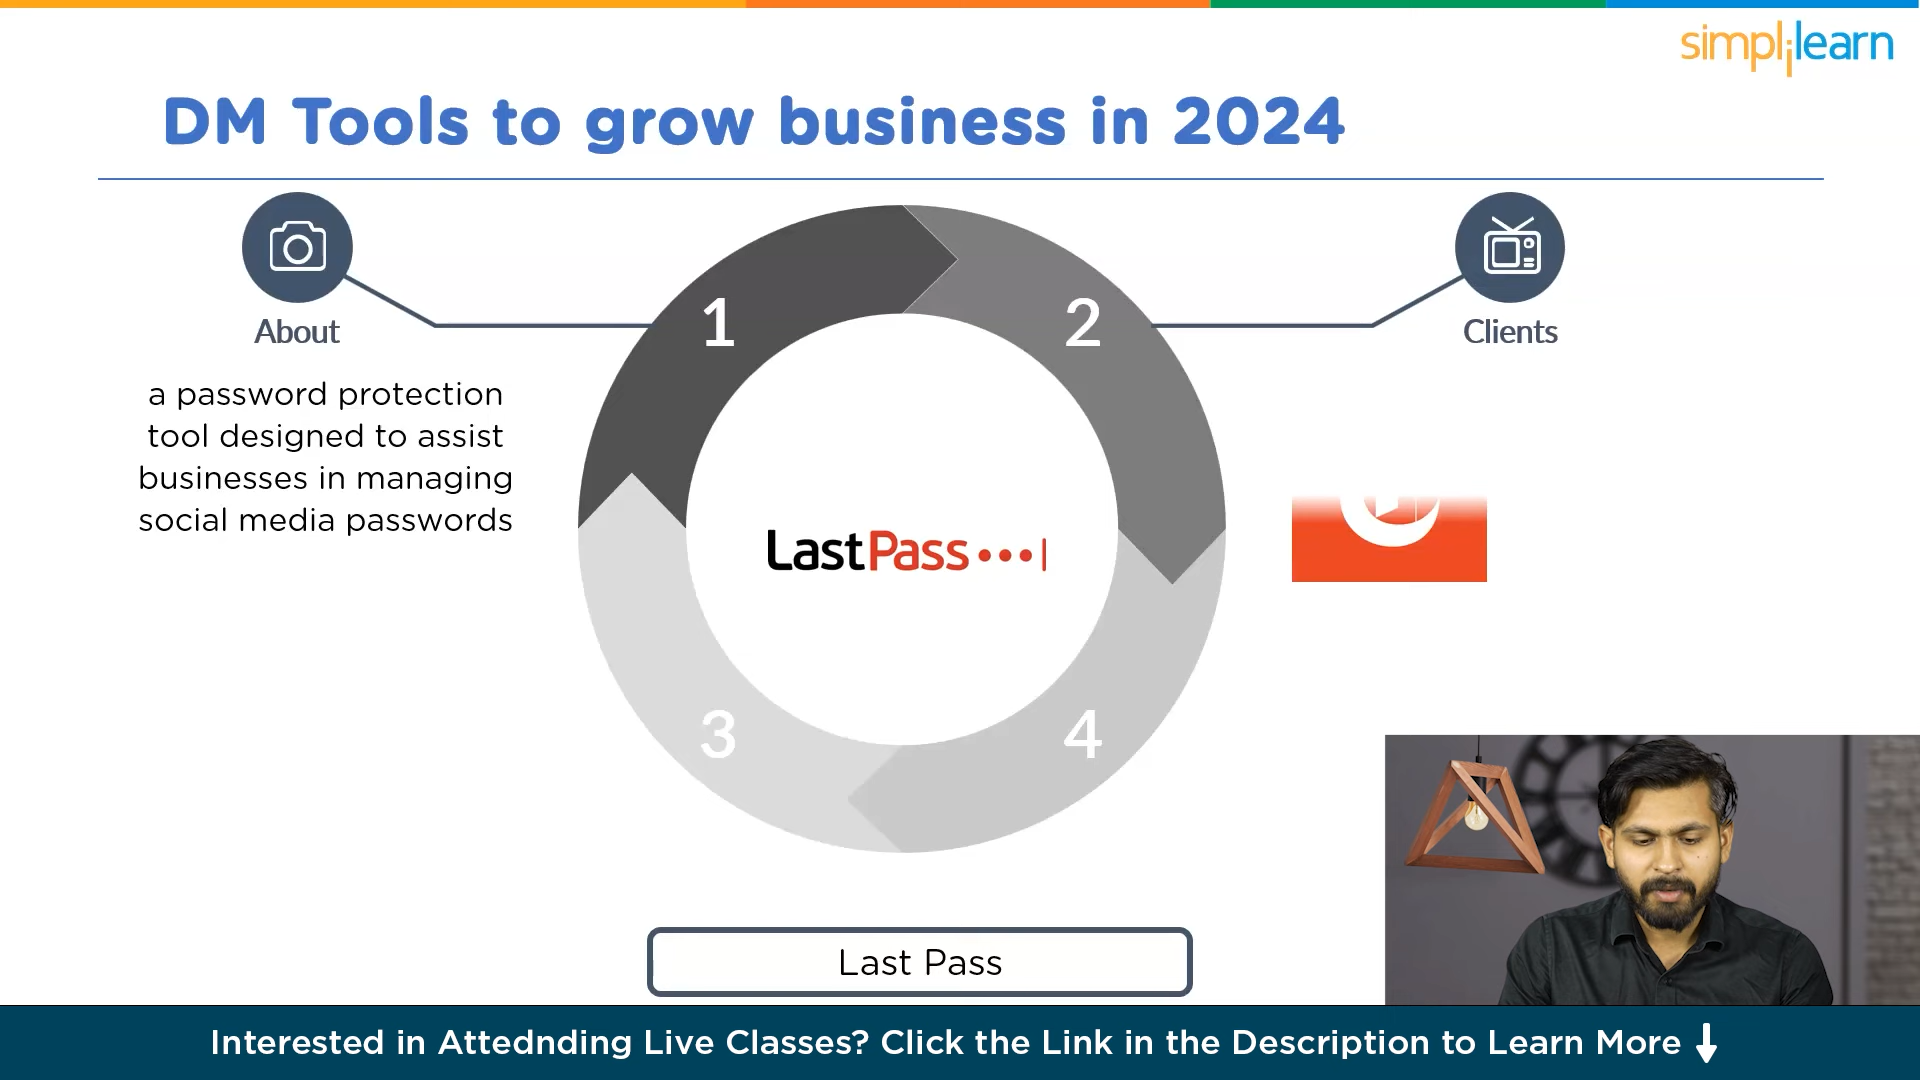 simplilearn
DM Tools to grow business in 2024
About
a password protection
tool designed to assist
businesses in managing
social media passwords
1
2
Clients
LastPass
3
4
Last Pass
Interested in Attednding Live Classes? Click the Link in the Description to Learn More